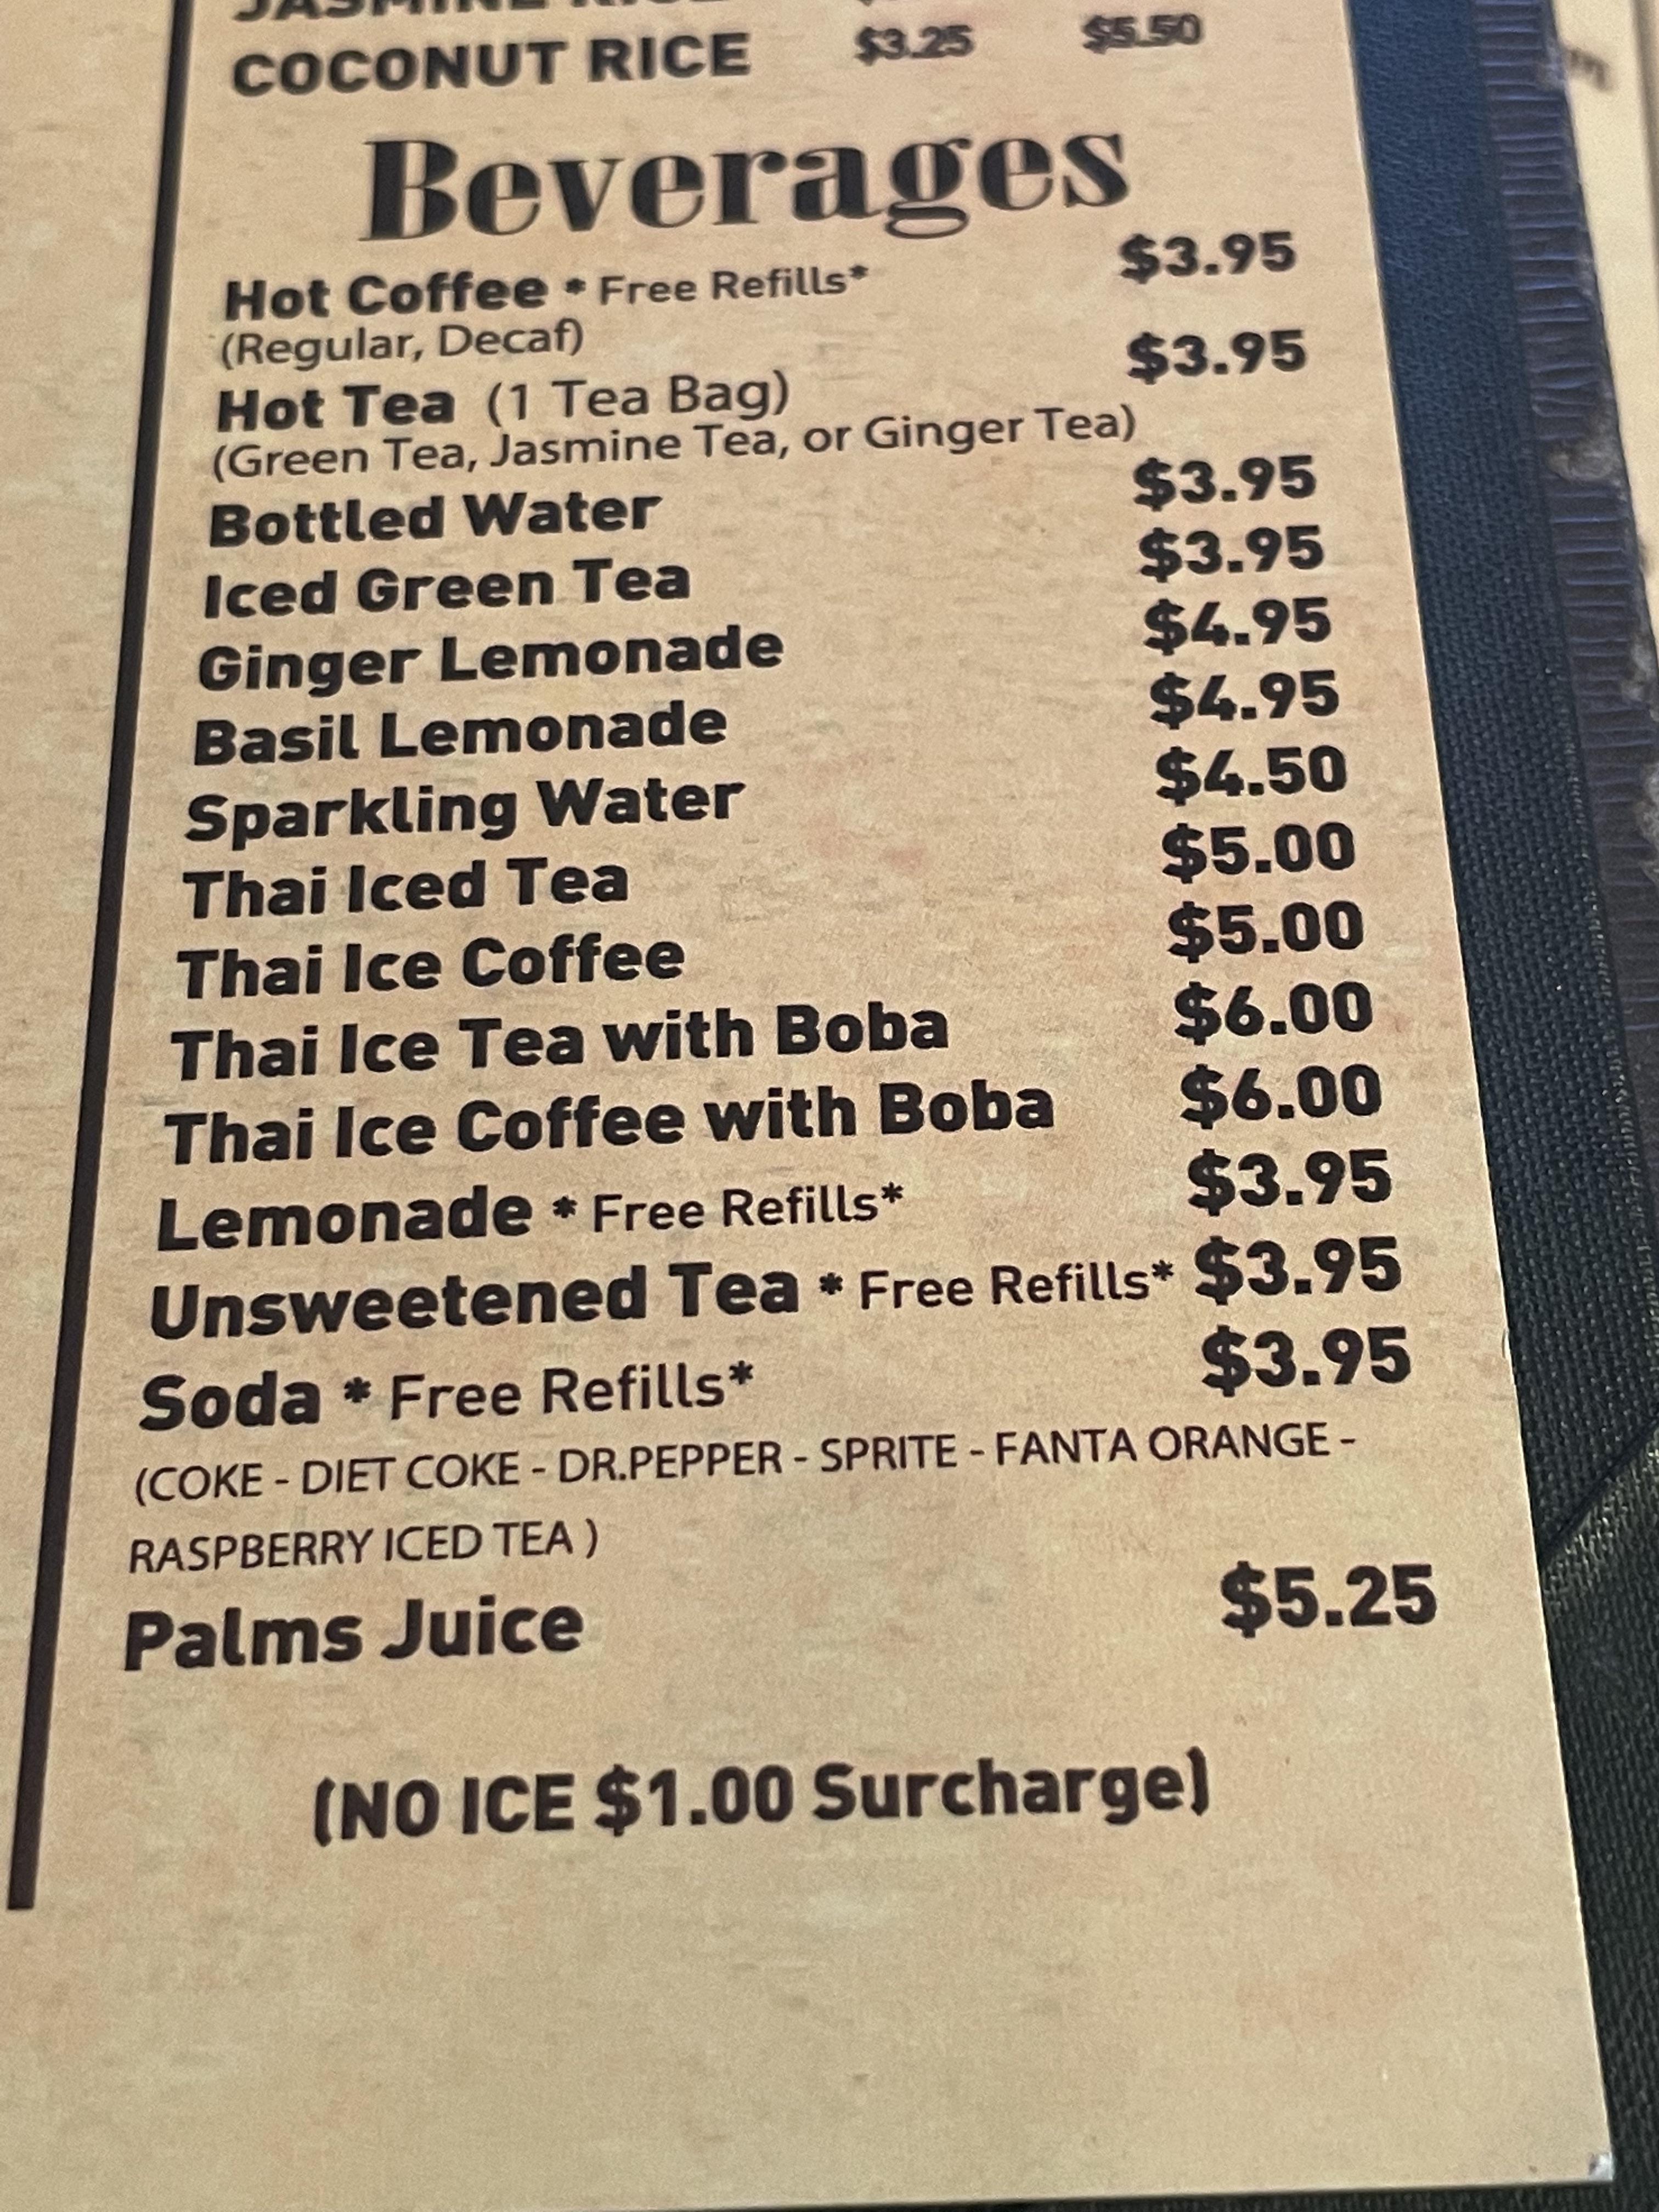 JASMINE RICE
COCONUT RICE $3.25 $5.50
Beverages
Hot Coffee * Free Refills* $3.95
(Regular, Decaf)
Hot Tea (1 Tea Bag) $3.95
(Green Tea, Jasmine Tea, or Ginger Tea)
Bottled Water $3.95
Iced Green Tea $3.95
Ginger Lemonade $4.95
Basil Lemonade $4.95
Sparkling Water $4.50
Thai Iced Tea $5.00
Thai Ice Coffee $5.00
Thai Ice Tea with Boba $6.00
Thai Ice Coffee with Boba $6.00
Lemonade * Free Refills* $3.95
Unsweetened Tea * Free Refills* $3.95
Soda * Free Refills* $3.95
(COKE - DIET COKE - DR.PEPPER - SPRITE - FANTA ORANGE -
RASPBERRY ICED TEA )
Palms Juice $5.25
(NO ICE $1.00 Surcharge)